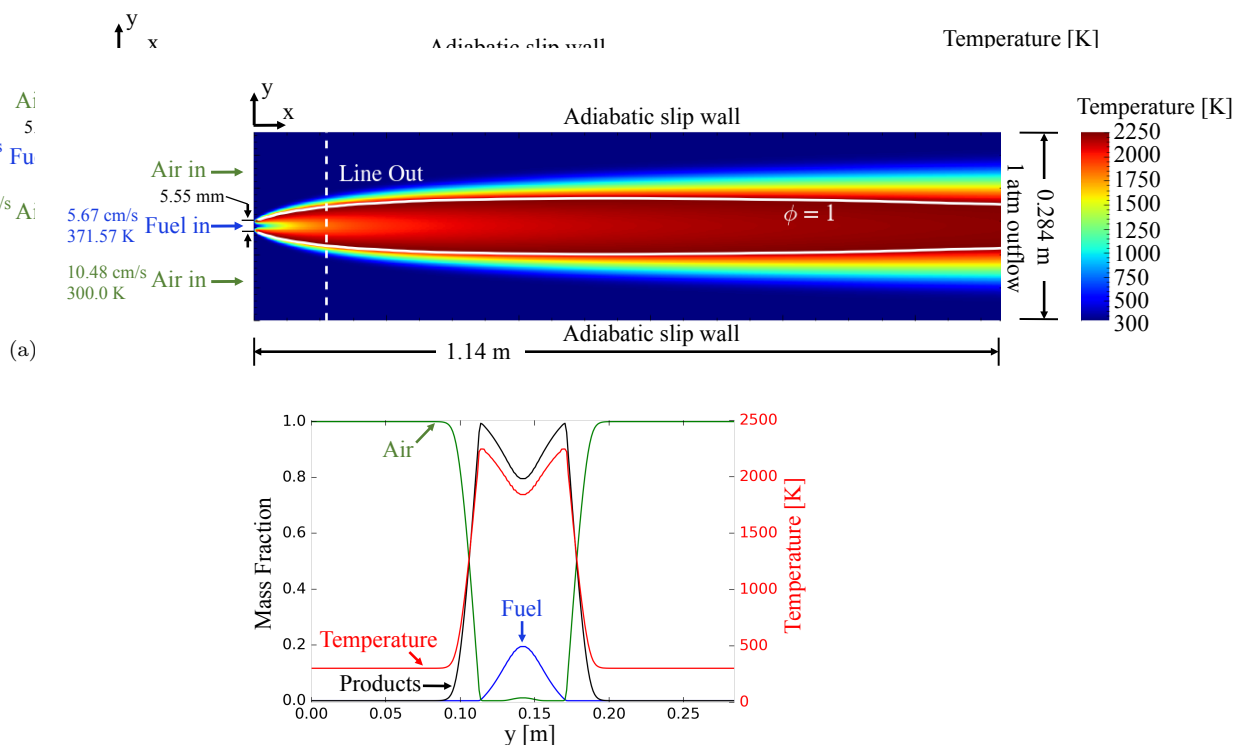 y
x
Adiabatic slip wall
Temperature [K]
y
x
Adiabatic slip wall
Temperature [K]
Air in
Line Out
5.55 mm
5.67 cm/s
371.57 K
Fuel in
ϕ = 1
10.48 cm/s
300.0 K
Air in
1 atm outflow
0.284 m
2250
2000
1750
1500
1250
1000
750
500
300
Adiabatic slip wall
(a)
1.14 m
Mass Fraction
1.0
0.8
0.6
0.4
0.2
0.0
Air
Fuel
Temperature
Products
2500
2000
1500
1000
500
0
Temperature [K]
0.00
0.05
0.10
0.15
0.20
0.25
y [m]